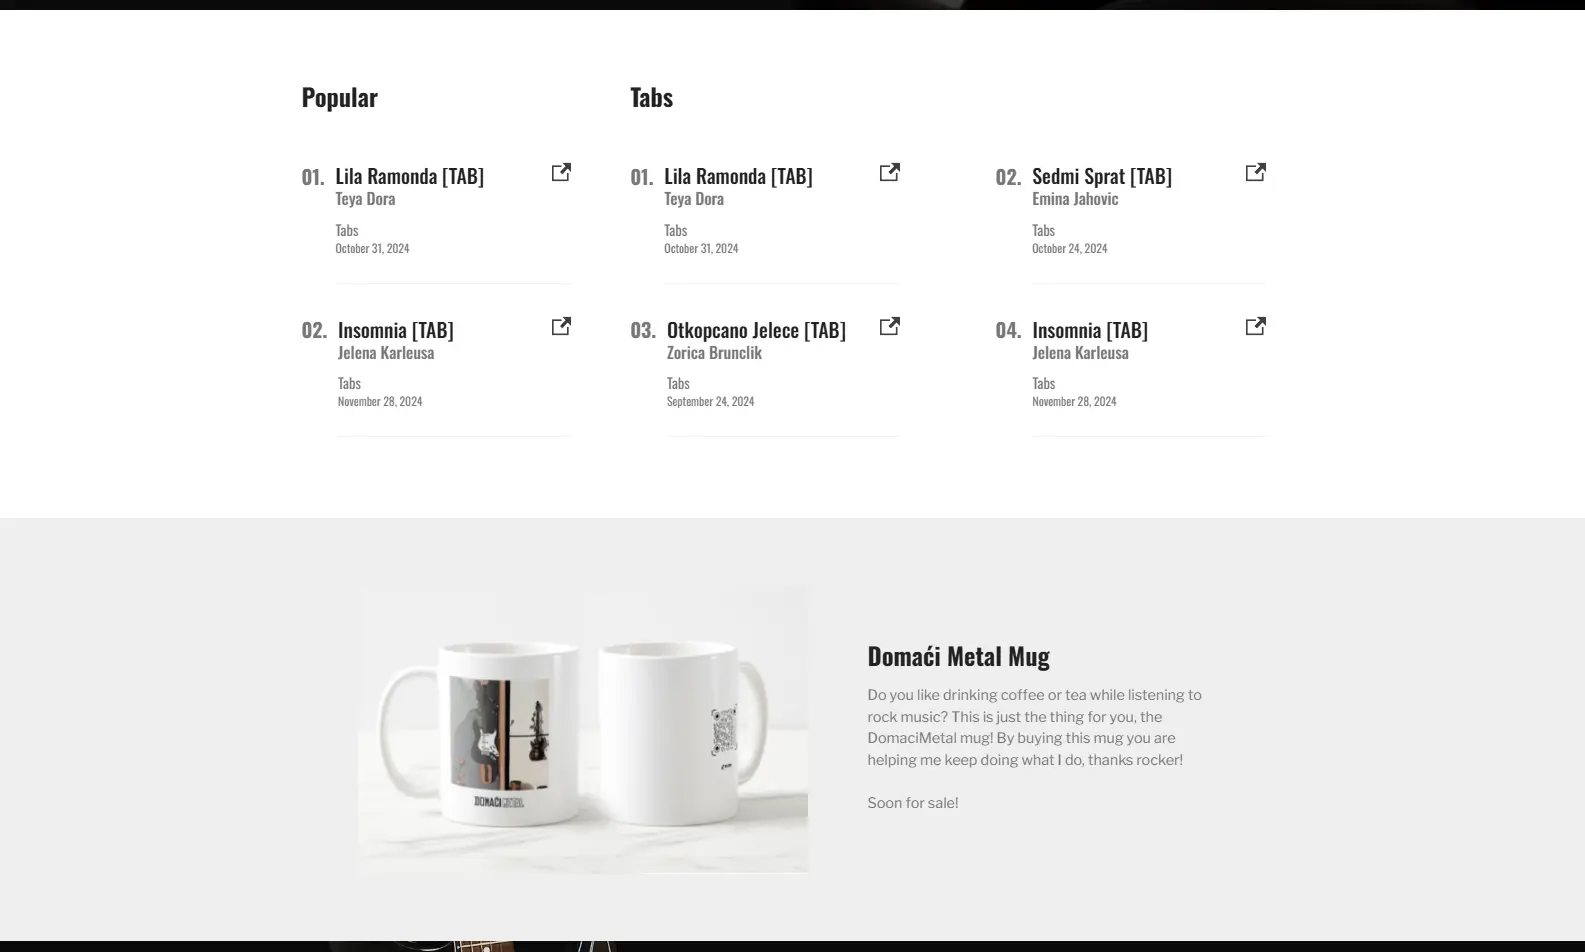 Popular
01. Lila Ramonda [TAB]
Teya Dora
Tabs
October 31, 2024
02. Insomnia [TAB]
Jelena Karleusa
Tabs
November 28, 2024
Tabs
01. Lila Ramonda [TAB]
Teya Dora
Tabs
October 31, 2024
02. Sedmi Sprat [TAB]
Emina Jahovic
Tabs
October 24, 2024
03. Otkopcano Jelece [TAB]
Zorica Brunclik
Tabs
September 24, 2024
04. Insomnia [TAB]
Jelena Karleusa
Tabs
November 28, 2024
DOMAĆI METAL
Domaći Metal Mug
Do you like drinking coffee or tea while listening to
rock music? This is just the thing for you, the
DomaciMetal mug! By buying this mug you are
helping me keep doing what I do, thanks rocker!
Soon for sale!